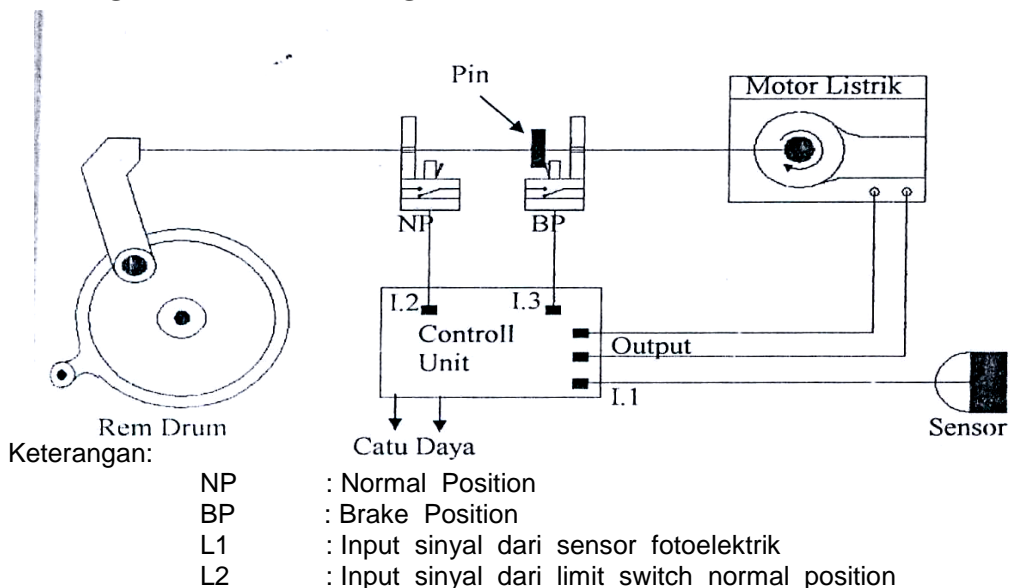 Pin
Motor Listrik
NP
BP
I.2
I.3
Controll
Unit
Output
I.1
Rem Drum
Catu Daya
Sensor
Keterangan:
NP : Normal Position
BP : Brake Position
L1 : Input sinyal dari sensor fotoelektrik
L2 : Input sinyal dari limit switch normal position